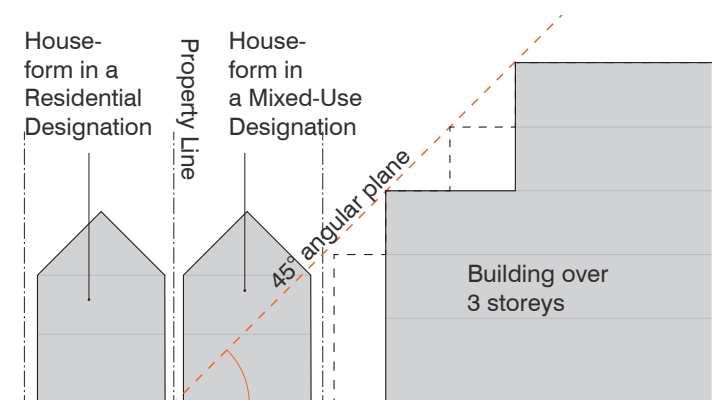 House-
form in a
Residential
Designation
Property Line
House-
form in
a Mixed-Use
Designation
45° angular plane
Building over
3 storeys